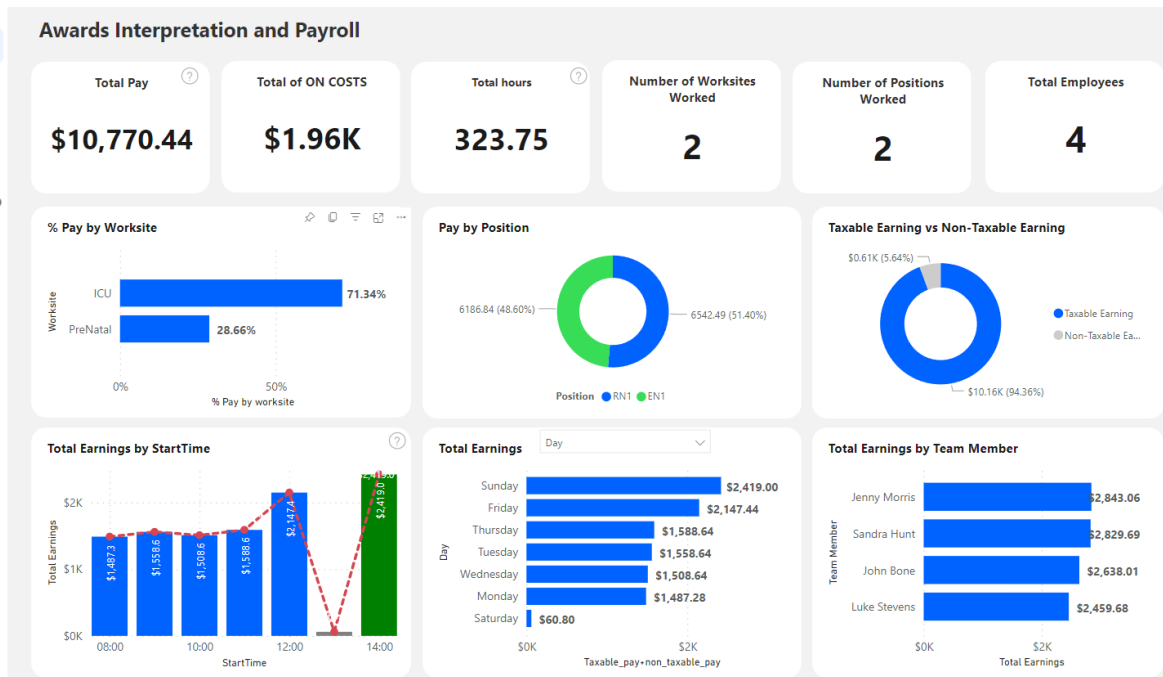 Awards Interpretation and Payroll
Total Pay
?
$10,770.44
Total of ON COSTS
$1.96K
Total hours
?
323.75
Number of Worksites
Worked
2
Number of Positions
Worked
2
Total Employees
4
% Pay by Worksite
Worksite
ICU
71.34%
PreNatal
28.66%
0%
50%
% Pay by worksite
Pay by Position
6186.84 (48.60%)
6542.49 (51.40%)
Position RN1 EN1
Taxable Earning vs Non-Taxable Earning
$0.61K (5.64%)
Taxable Earning
Non-Taxable Ea...
$10.16K (94.36%)
Total Earnings by StartTime
?
Total Earnings
$2K
$1K
$0K
$1,487.3
$1,558.6
$1,508.6
$1,588.6
$2,147.4
$2,419.0
08:00
10:00
12:00
14:00
StartTime
Total Earnings
Day
Day
Sunday $2,419.00
Friday $2,147.44
Thursday $1,588.64
Tuesday $1,558.64
Wednesday $1,508.64
Monday $1,487.28
Saturday $60.80
$0K
$2K
Taxable_pay+non_taxable_pay
Total Earnings by Team Member
Team Member
Jenny Morris $2,843.06
Sandra Hunt $2,829.69
John Bone $2,638.01
Luke Stevens $2,459.68
$0K
$2K
Total Earnings